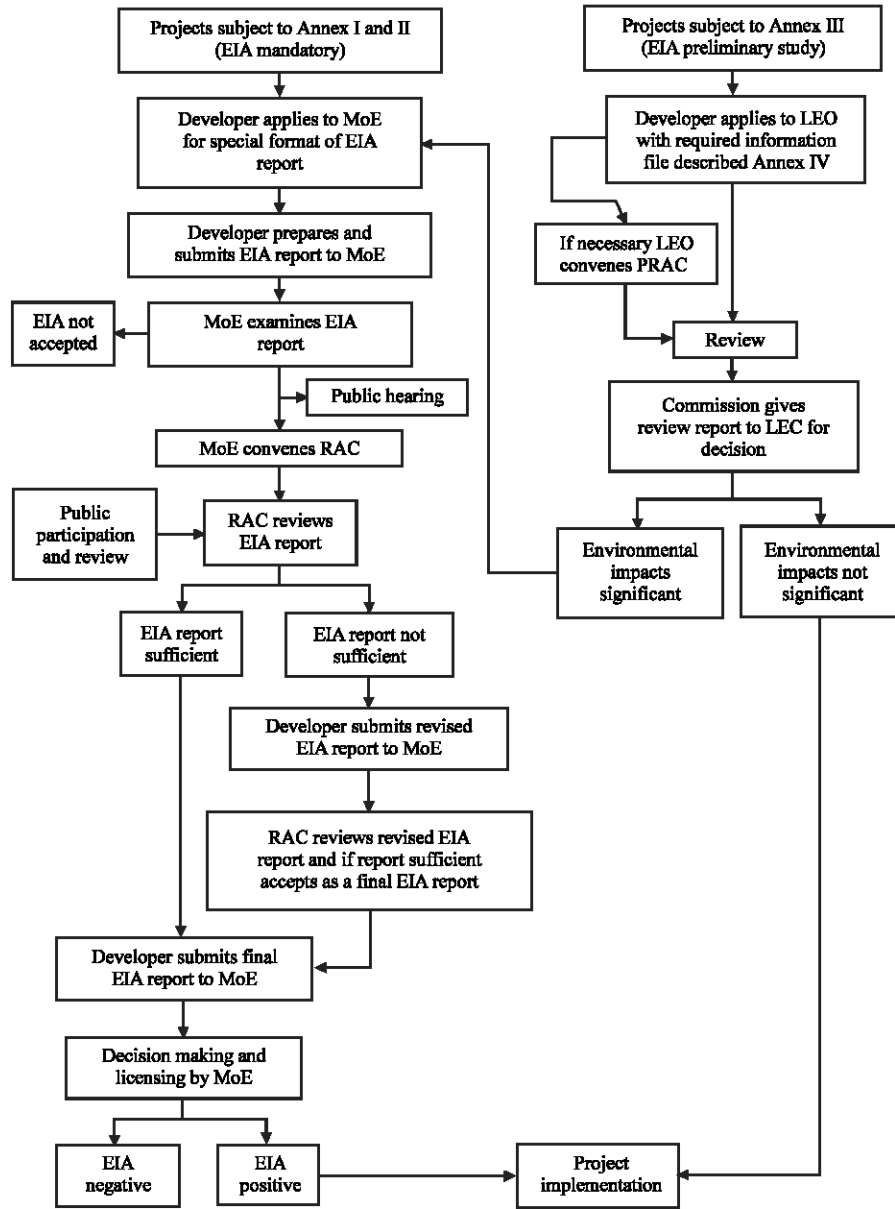 Projects subject to Annex I and II
(EIA mandatory)
Projects subject to Annex III
(EIA preliminary study)
Developer applies to MoE
for special format of EIA
report
Developer applies to LEO
with required information
file described Annex IV
Developer prepares and
submits EIA report to MoE
If necessary LEO
convenes PRAC
EIA not
accepted
MoE examines EIA
report
Review
Public hearing
Commission gives
review report to LEC for
decision
MoE convenes RAC
Public
participation
and review
RAC reviews
EIA report
Environmental
impacts
significant
Environmental
impacts not
significant
EIA report
sufficient
EIA report not
sufficient
Developer submits revised
EIA report to MoE
RAC reviews revised EIA
report and if report sufficient
accepts as a final EIA report
Developer submits final
EIA report to MoE
Decision making and
licensing by MoE
EIA
negative
EIA
positive
Project
implementation